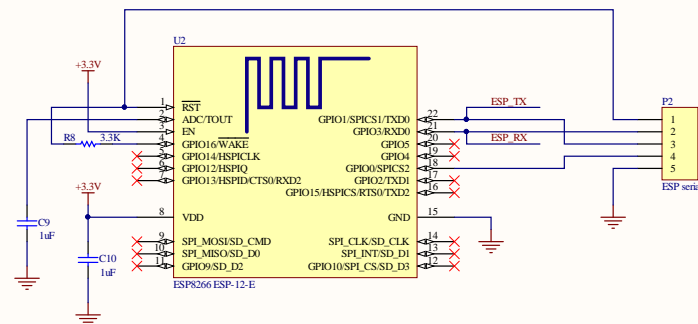 U2
+3.3V
1
RST
2
ADC/TOUT
3
EN
4
GPIO16/WAKE
5
GPIO14/HSPICLK
6
GPIO12/HSPIQ
7
GPIO13/HSPID/CTS0/RXD2
8
VDD
9
SPI_MOSI/SD_CMD
10
SPI_MISO/SD_D0
11
GPIO9/SD_D2
R8
3.3K
+3.3V
C9
1uF
C10
1uF
GPIO1/SPICS1/TXD0
22
GPIO3/RXD0
21
GPIO5
20
GPIO4
19
GPIO0/SPICS2
18
GPIO2/TXD1
17
GPIO15/HSPICS/RTS0/TXD2
16
GND
15
SPI_CLK/SD_CLK
14
SPI_INT/SD_D1
13
GPIO10/SPI_CS/SD_D3
12
ESP8266 ESP-12-E
ESP_TX
ESP_RX
P2
1
2
3
4
5
ESP seria